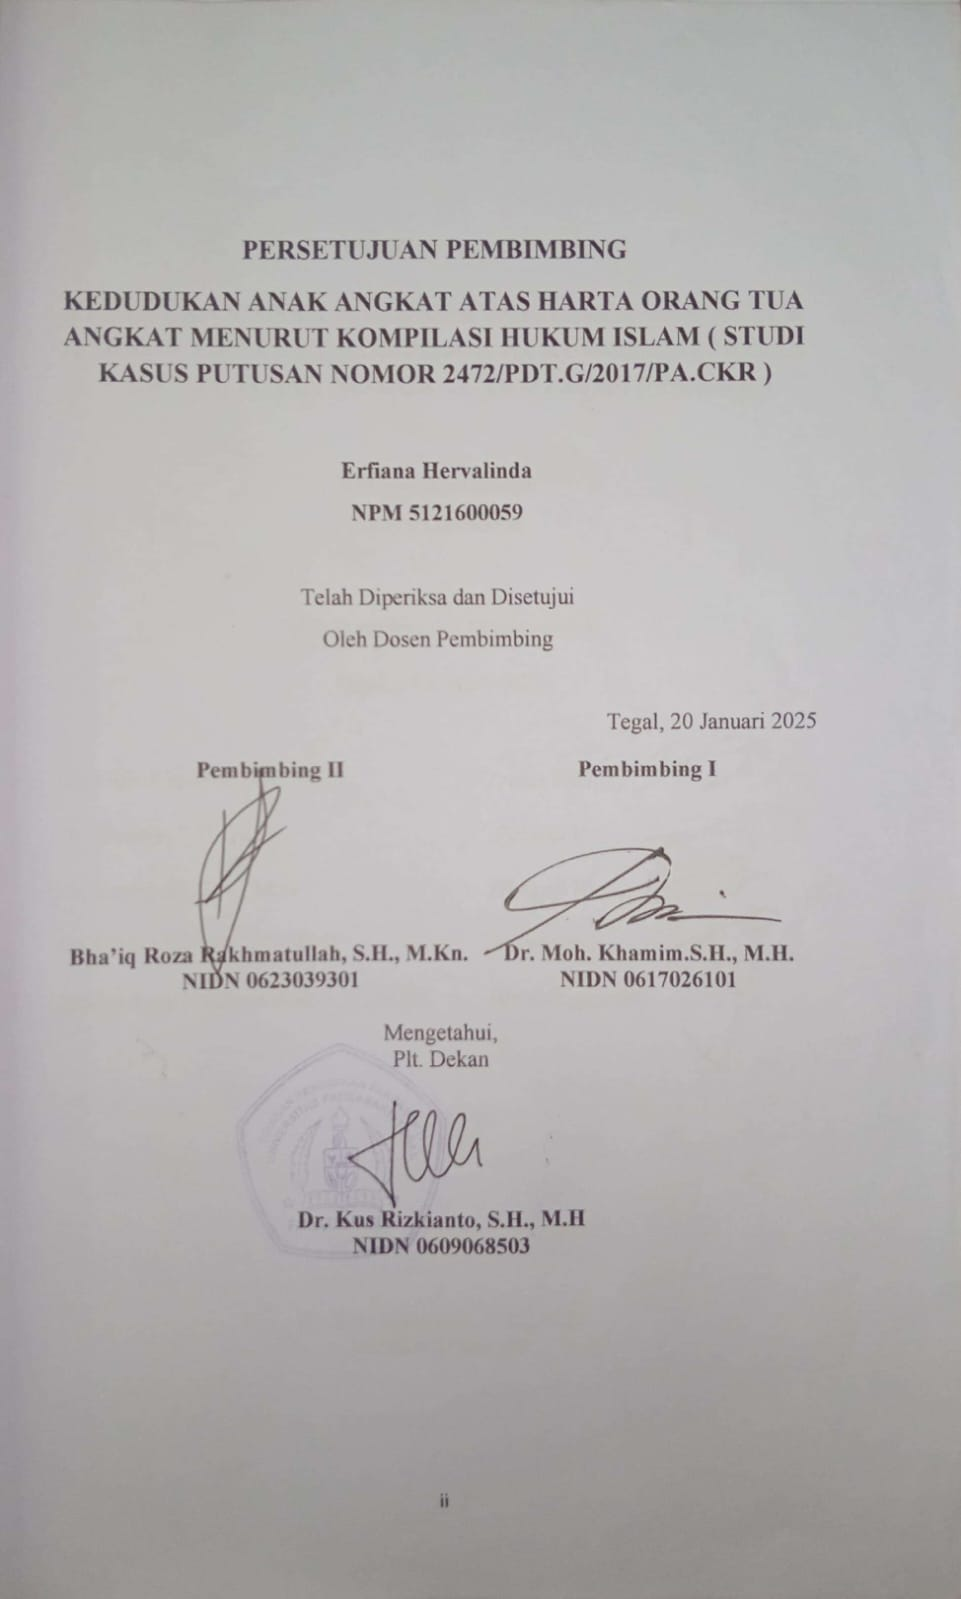 PERSETUJUAN PEMBIMBING
KEDUDUKAN ANAK ANGKAT ATAS HARTA ORANG TUA
ANGKAT MENURUT KOMPILASI HUKUM ISLAM ( STUDI
KASUS PUTUSAN NOMOR 2472/PDT.G/2017/PA.CKR )
Erfiana Hervalinda
NPM 5121600059
Telah Diperiksa dan Disetujui
Oleh Dosen Pembimbing
Tegal, 20 Januari 2025
Pembimbing II
Pembimbing I
Bha’iq Roza Rakhmatullah, S.H., M.Kn.
NIDN 0623039301
Dr. Moh. Khamim.S.H., M.H.
NIDN 0617026101
Mengetahui,
Plt. Dekan
Dr. Kus Rizkianto, S.H., M.H
NIDN 0609068503
ii